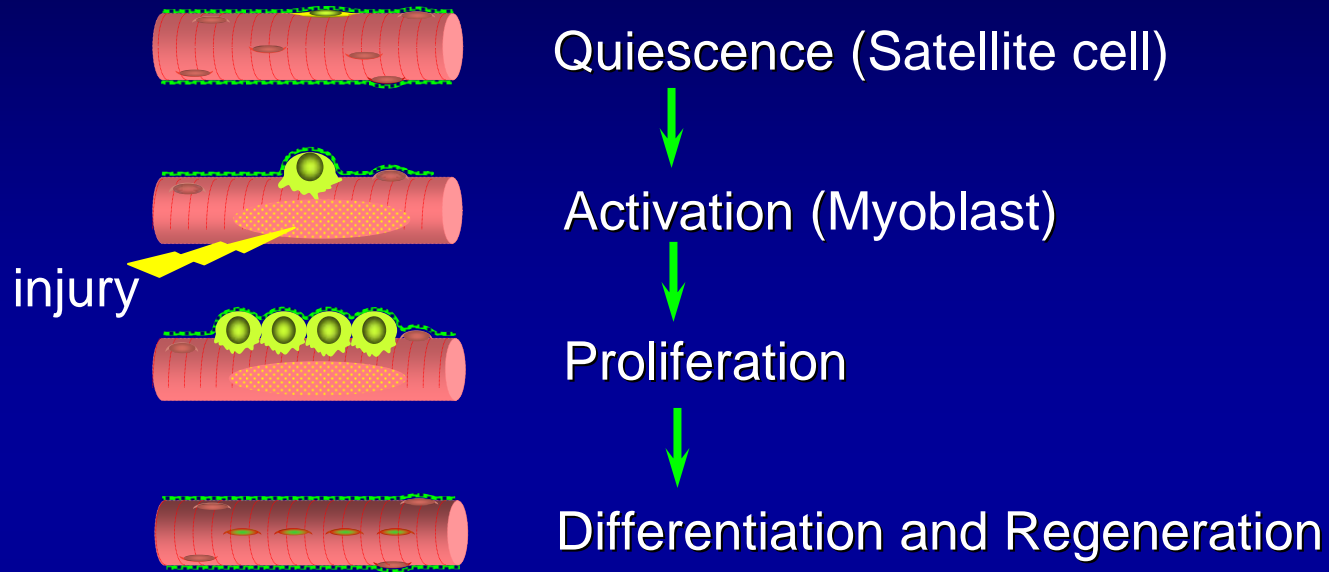 Quiescence (Satellite cell)
Activation (Myoblast)
injury
Proliferation
Differentiation and Regeneration